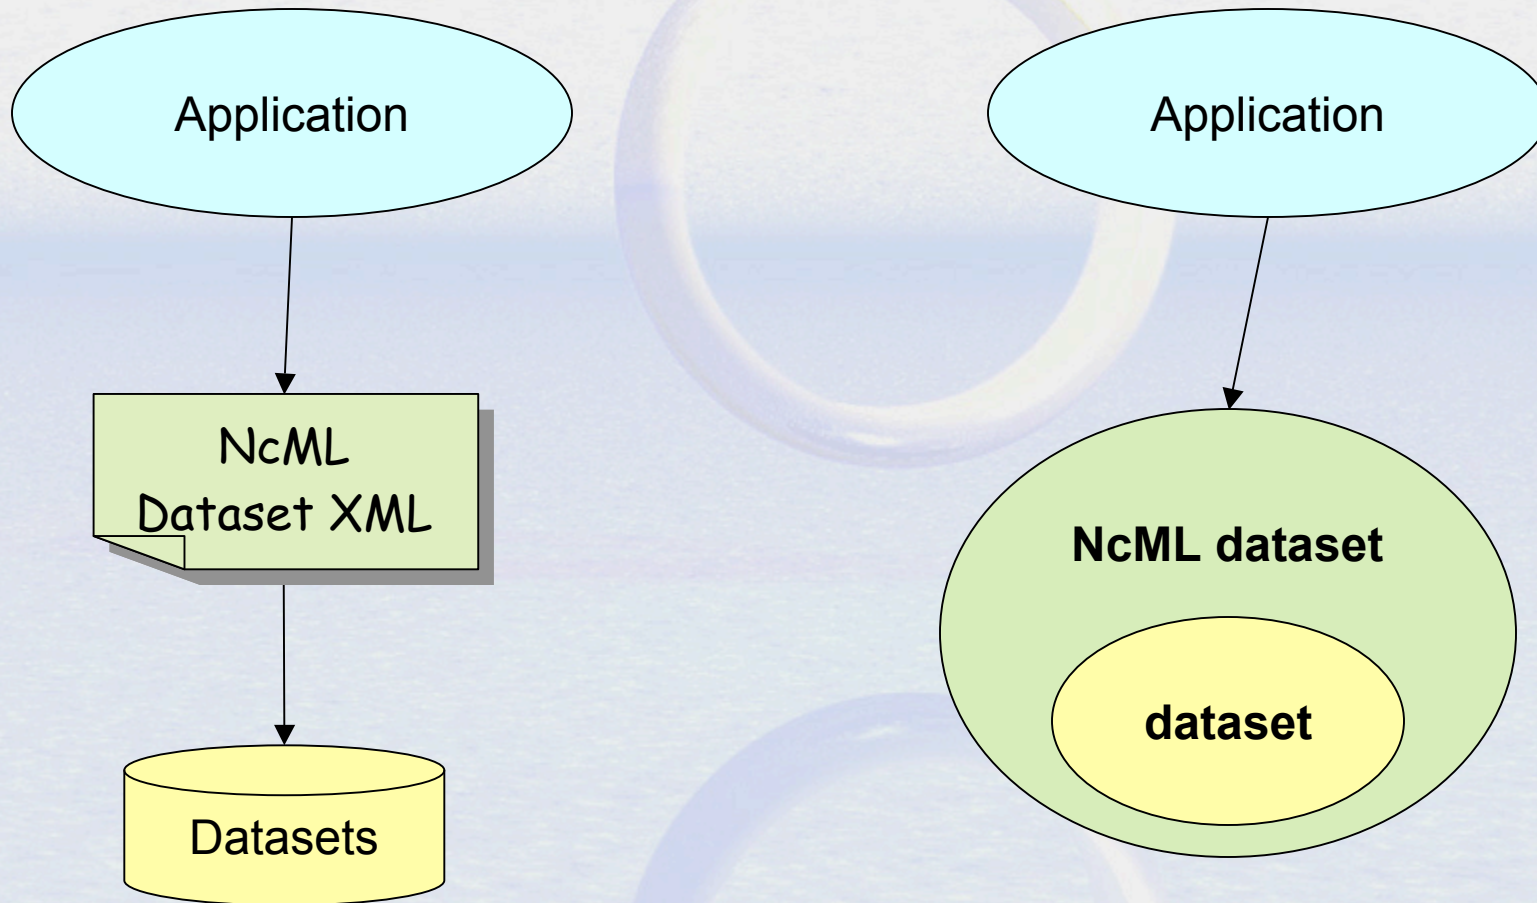 Application
NcML
Dataset XML
Datasets
Application
NcML dataset
dataset